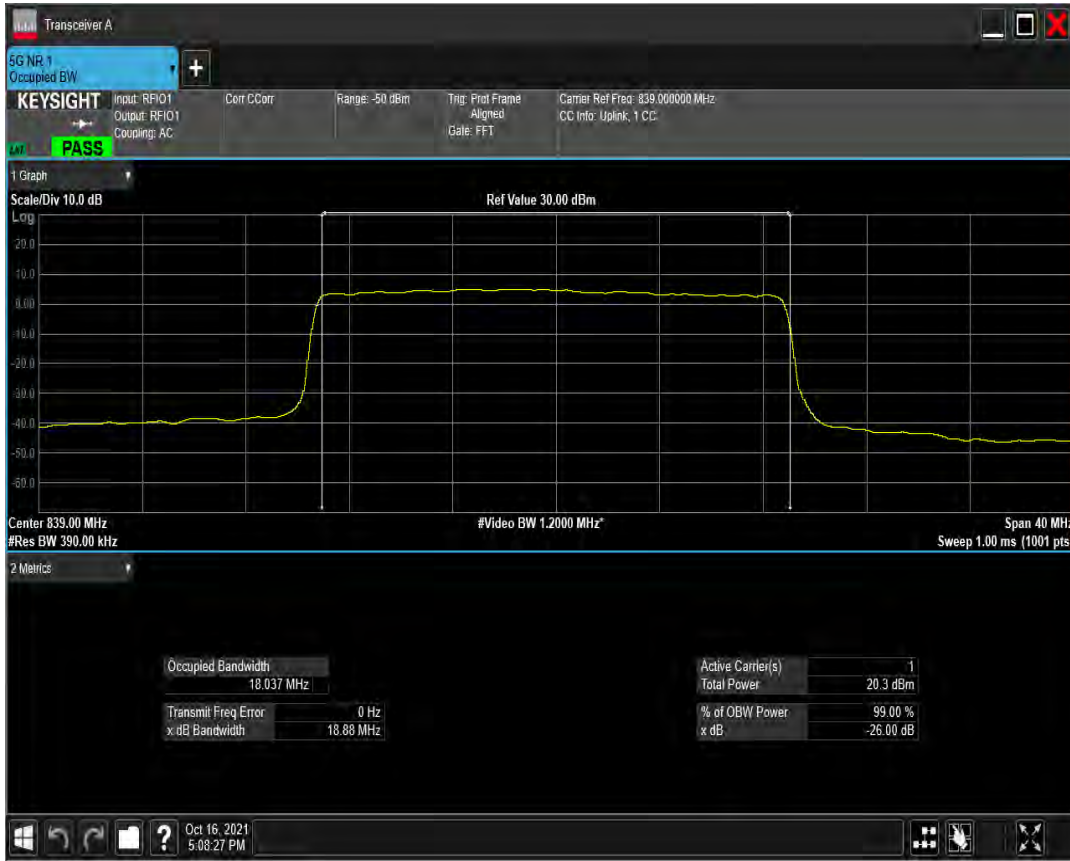 Transceiver A
5G NR 1
Occupied BW
+
KEYSIGHT
PASS
Input: RFIO1
Output: RFIO1
Coupling: AC
Corr CCorr
Range: -50 dBm
Trig: Prot Frame
Aligned
Gate: FFT
Carrier Ref Freq: 839.000000 MHz
CC Info: Uplink, 1 CC
1 Graph
Scale/Div 10.0 dB
Ref Value 30.00 dBm
Log
20.0
10.0
0.00
-10.0
-20.0
-30.0
-40.0
-50.0
-60.0
Center 839.00 MHz
#Video BW 1.2000 MHz*
Span 40 MHz
#Res BW 390.00 kHz
Sweep 1.00 ms (1001 pts
2 Metrics
Occupied Bandwidth
18.037 MHz
Transmit Freq Error 0 Hz
x dB Bandwidth 18.88 MHz
Active Carrier(s) 1
Total Power 20.3 dBm
% of OBW Power 99.00 %
x dB -26.00 dB
?
Oct 16, 2021
5:08:27 PM